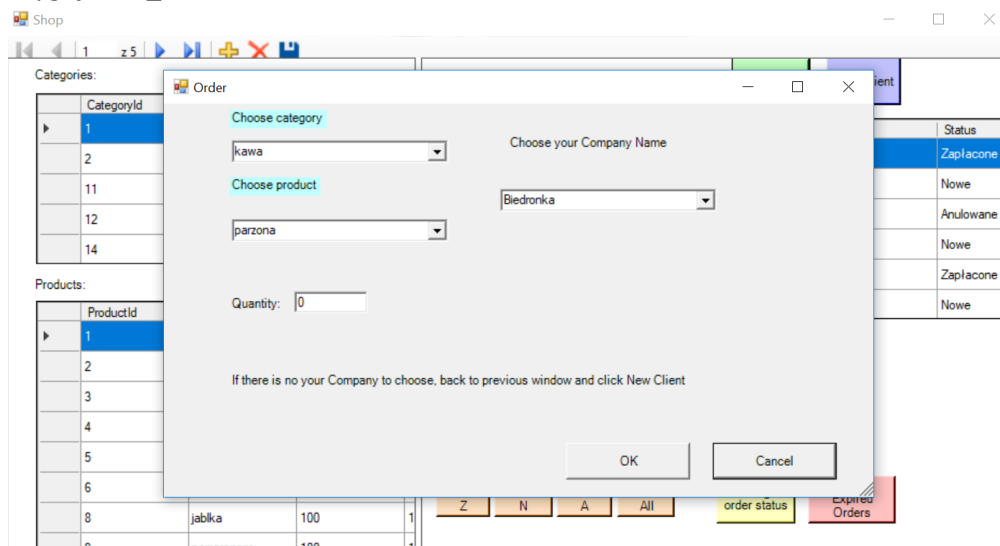 Shop
1 z 5
Categories:
CategoryId
1
2
11
12
14
Products:
ProductId
1
2
3
4
5
6
8 jablka 100 1
Order
Choose category
kawa
Choose your Company Name
Choose product
Biedronka
parzona
Quantity: 0
If there is no your Company to choose, back to previous window and click New Client
OK Cancel
Status
Zapłacone
Nowe
Anulowane
Nowe
Zapłacone
Nowe
Z N A All
order status
Expired
Orders